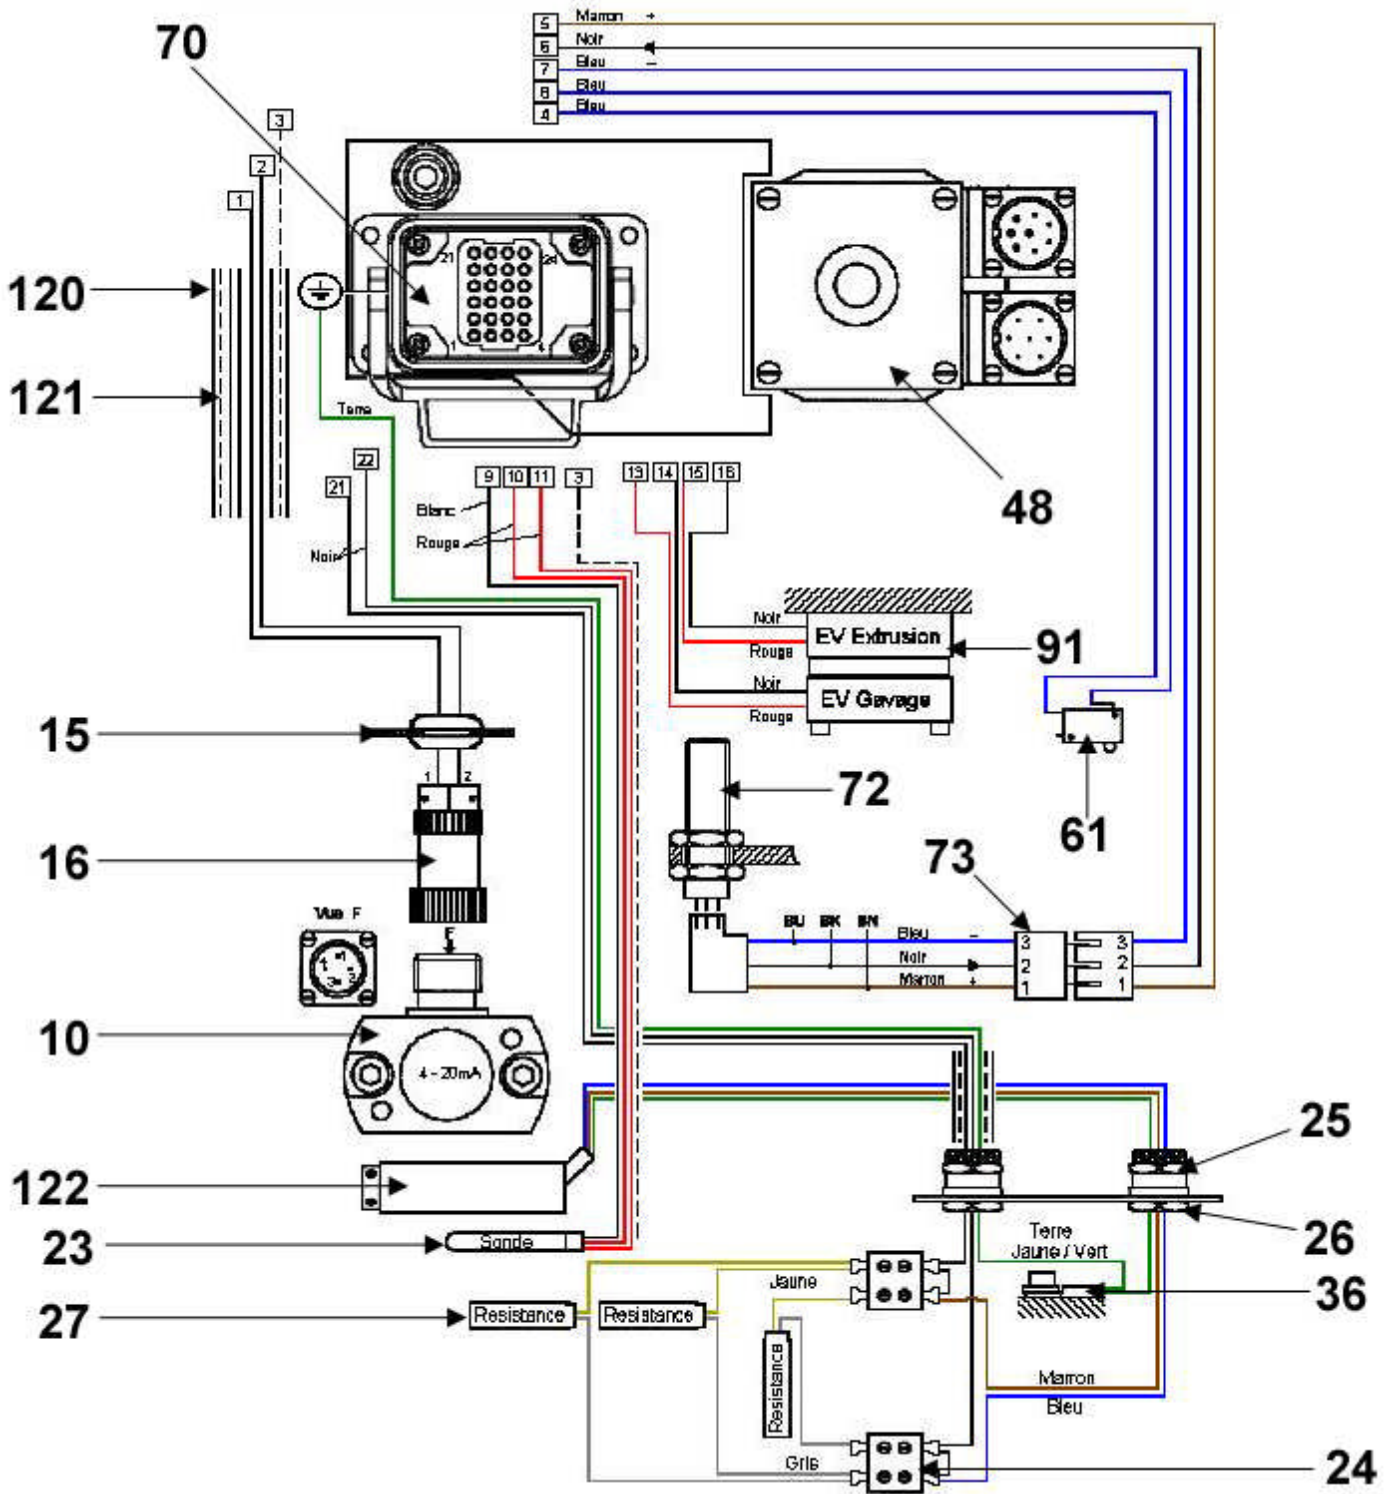 5 Marron +
6 Noir
7 Bleu –
8 Bleu
4 Bleu
70
3
2
1
21 24
1 4
120
121
Terre
22
21
9 10 11 3
13 14 15 16
48
Blanc
Rouge
Noir
Noir
EV Extrusion
Rouge
91
Noir
EV Gavage
Rouge
15
72
61
1 2
16
73
Vue F
F
BU BK BN
Bleu – 3 3
Noir 2 2
Marron + 1 1
10
4 - 20mA
25
122
23
Sonde
Terre
Jaune / Vert
26
Jaune
36
27
Resistance
Resistance
Resistance
Marron
Bleu
Gris
24